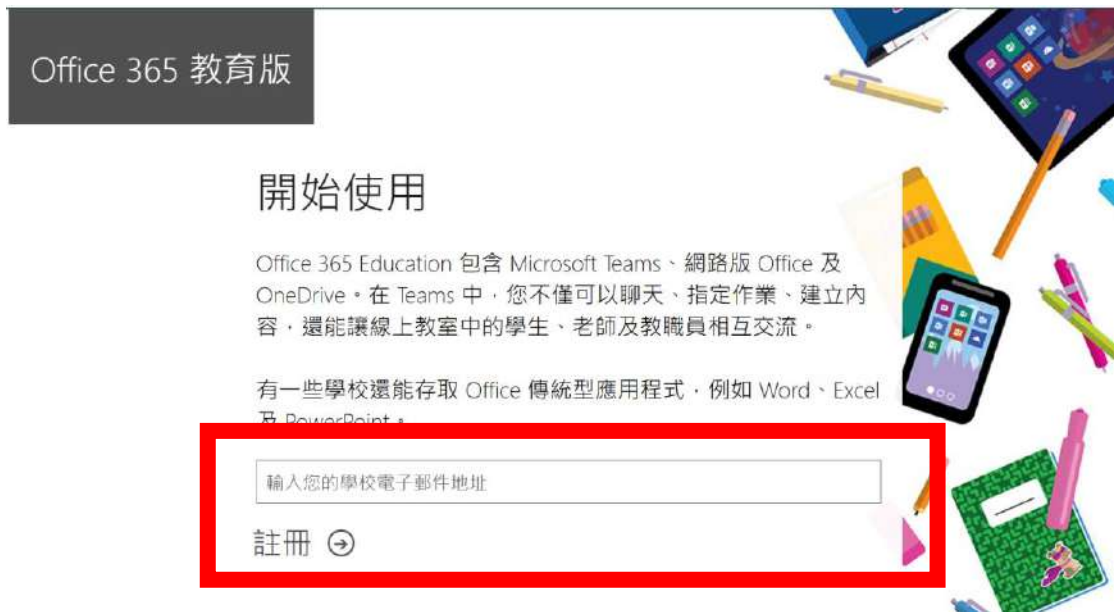 Office 365 教育版
開始使用
Office 365 Education 包含 Microsoft Teams、網路版 Office 及
OneDrive。在 Teams 中，您不僅可以聊天、指定作業、建立內
容，還能讓線上教室中的學生、老師及教職員相互交流。
有一些學校還能存取 Office 傳統型應用程式，例如 Word、Excel
及 PowerPoint。
輸入您的學校電子郵件地址
註冊